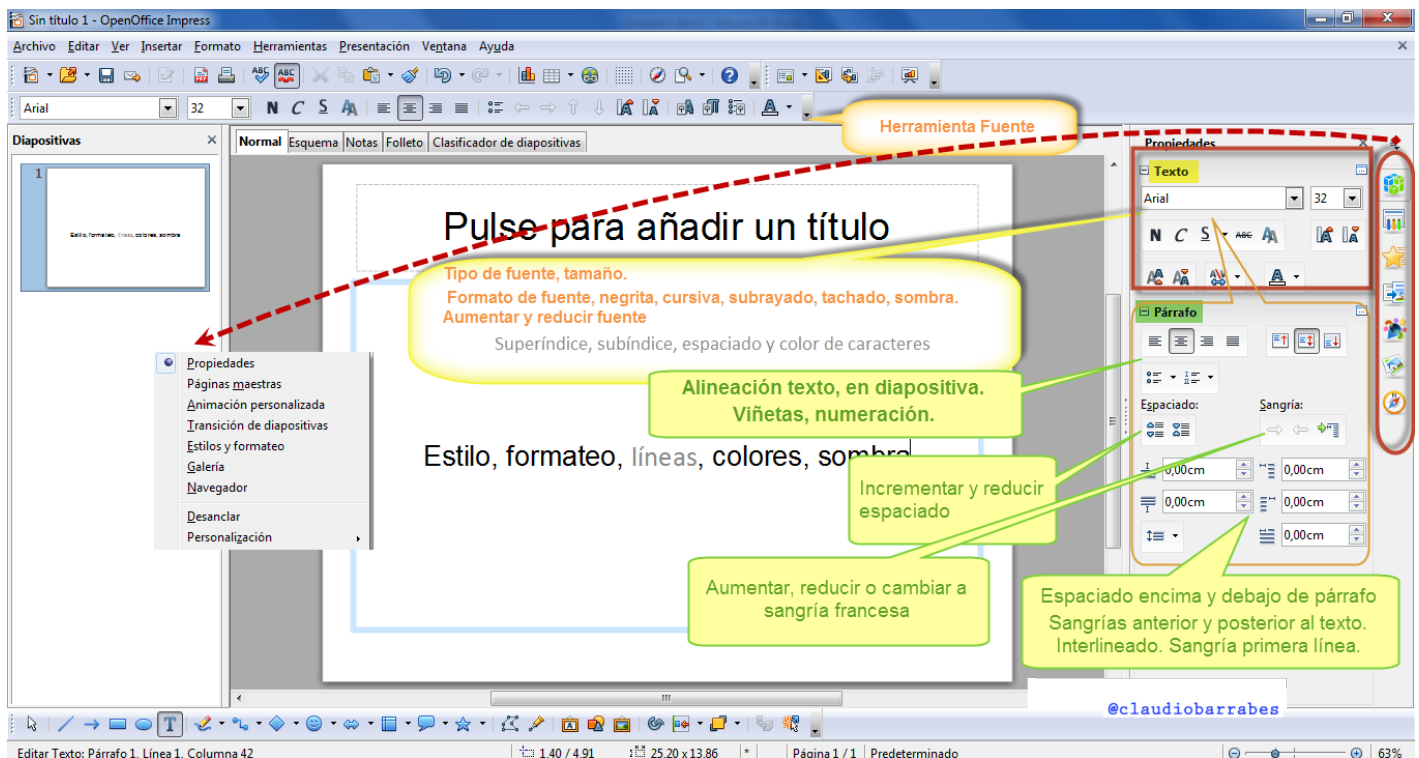 Sin título 1 - OpenOffice Impress
Archivo Editar Ver Insertar Formato Herramientas Presentación Ventana Ayuda
Arial 32 N C S A
Herramienta Fuente
Diapositivas
Normal Esquema Notas Folleto Clasificador de diapositivas
Propiedades
1
Estilo, formateo, líneas, colores, sombra
Texto
Arial 32
N C S ABC
Pulse para añadir un título
Tipo de fuente, tamaño.
Formato de fuente, negrita, cursiva, subrayado, tachado, sombra.
Aumentar y reducir fuente
Superíndice, subíndice, espaciado y color de caracteres
Párrafo
Alineación texto, en diapositiva.
Viñetas, numeración.
Espaciado: Sangría:
Propiedades
Páginas maestras
Animación personalizada
Transición de diapositivas
Estilos y formateo
Galería
Navegador
Desanclar
Personalización
Estilo, formateo, líneas, colores, sombra
Incrementar y reducir
espaciado
0,00cm 0,00cm
0,00cm 0,00cm
0,00cm
Aumentar, reducir o cambiar a
sangría francesa
Espaciado encima y debajo de párrafo
Sangrías anterior y posterior al texto.
Interlineado. Sangría primera línea.
@claudiobarrabes
Editar Texto: Párrafo 1, Línea 1, Columna 42 1,40 / 4,91 25,20 x 13,86 * Página 1 / 1 Predeterminado 63%